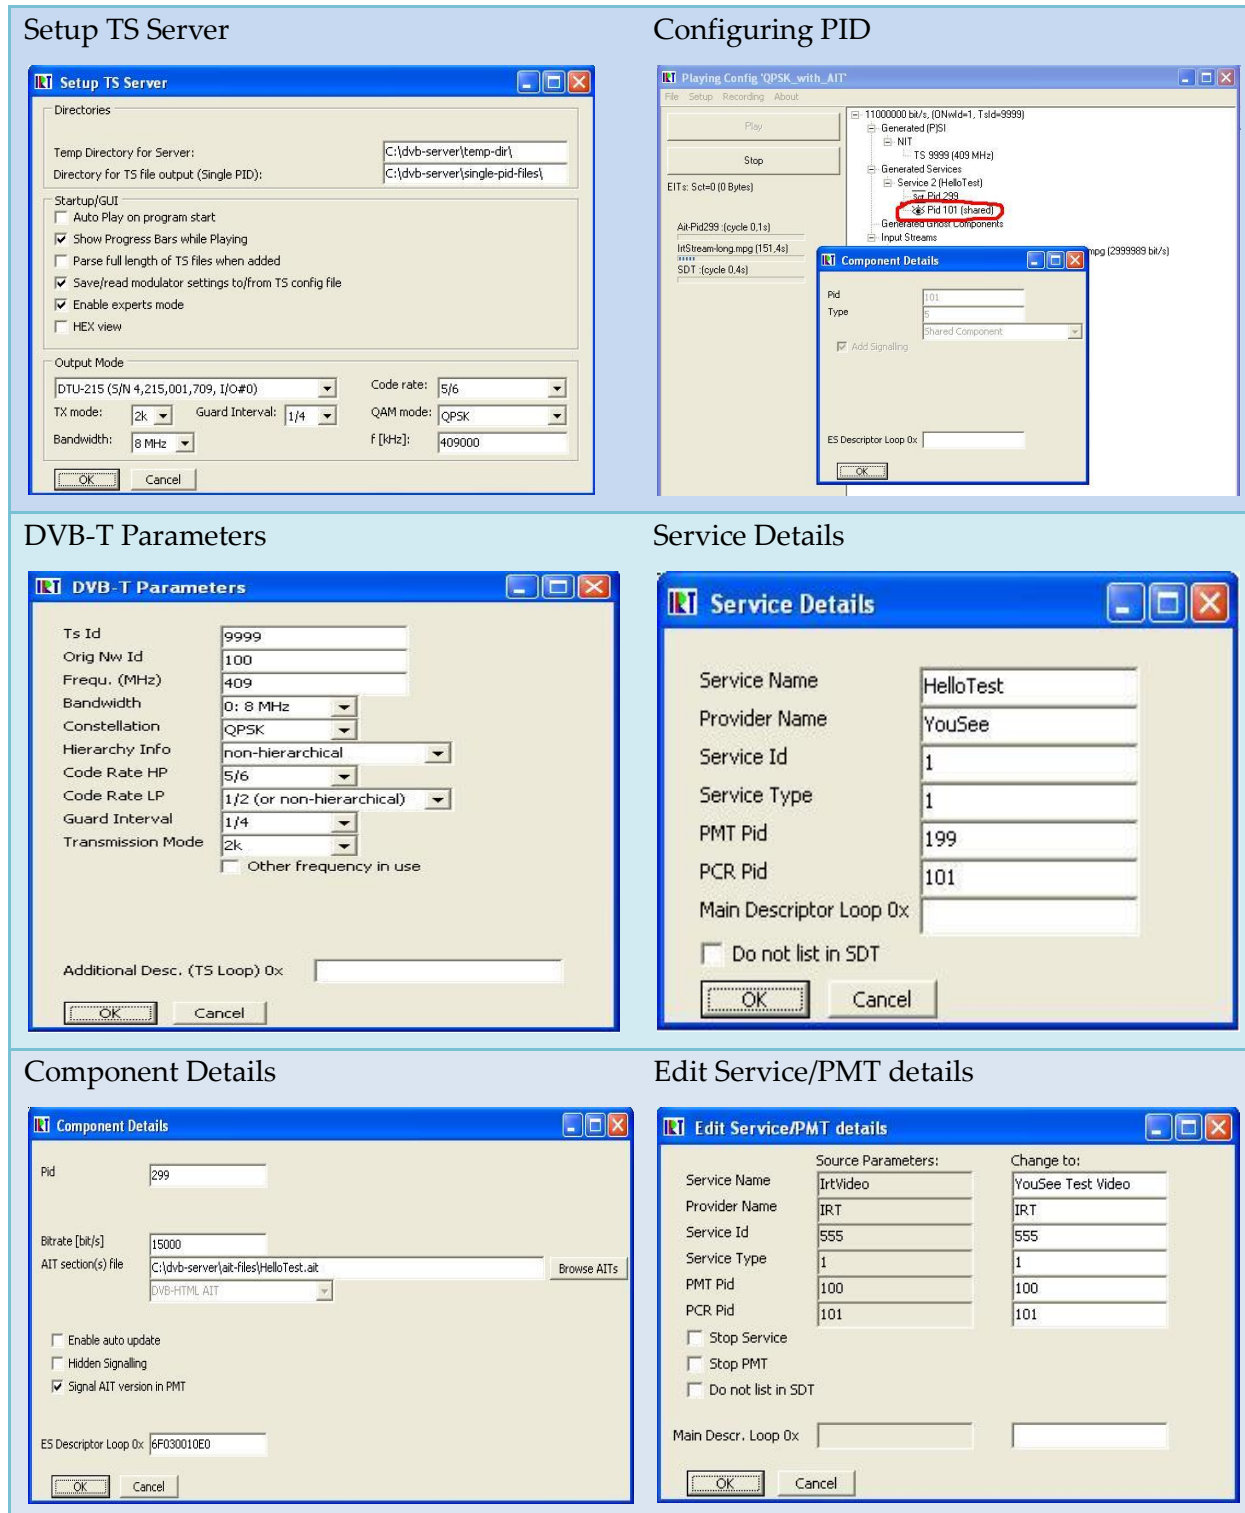 Setup TS Server
Setup TS Server
Directories
Temp Directory for Server: C:\dvb-server\temp-dir\
Directory for TS file output (Single PID): C:\dvb-server\single-pid-files\
Startup/GUI
Auto Play on program start
Show Progress Bars while Playing
Parse full length of TS files when added
Save/read modulator settings to/from TS config file
Enable experts mode
HEX view
Output Mode
DTU-215 (S/N 4,215,001,709, I/O#0) Code rate: 5/6
TX mode: 2k Guard Interval: 1/4 QAM mode: QPSK
Bandwidth: 8 MHz f [kHz]: 409000
OK Cancel
Configuring PID
Playing Config 'QPSK_with_AIT'
File Setup Recording About
Play
Stop
EITs: Sct=0 (0 Bytes)
Ait-Pid299 :(cycle 0,1s)
IrtStream-long.mpg (151,4s)
SDT :(cycle 0,4s)
11000000 bit/s, (ONwId=1, TsId=9999)
Generated (P)SI
NIT
TS 9999 (409 MHz)
Generated Services
Service 2 (HelloTest)
Sct Pid 299
Pid 101 (shared)
Generated Ghost Components
Input Streams
mpg (2999989 bit/s)
Component Details
Pid 101
Type 5
Shared Component
Add Signalling
ES Descriptor Loop 0x
OK
DVB-T Parameters
DVB-T Parameters
Ts Id 9999
Orig Nw Id 100
Frequ. (MHz) 409
Bandwidth 0: 8 MHz
Constellation QPSK
Hierarchy Info non-hierarchical
Code Rate HP 5/6
Code Rate LP 1/2 (or non-hierarchical)
Guard Interval 1/4
Transmission Mode 2k
Other frequency in use
Additional Desc. (TS Loop) 0x
OK Cancel
Service Details
Service Details
Service Name HelloTest
Provider Name YouSee
Service Id 1
Service Type 1
PMT Pid 199
PCR Pid 101
Main Descriptor Loop 0x
Do not list in SDT
OK Cancel
Component Details
Component Details
Pid 299
Bitrate [bit/s] 15000
AIT section(s) file C:\dvb-server\ait-files\HelloTest.ait Browse AITs
DVB-HTML AIT
Enable auto update
Hidden Signalling
Signal AIT version in PMT
ES Descriptor Loop 0x 6F030010E0
OK Cancel
Edit Service/PMT details
Edit Service/PMT details
Source Parameters: Change to:
Service Name IrtVideo YouSee Test Video
Provider Name IRT IRT
Service Id 555 555
Service Type 1 1
PMT Pid 100 100
PCR Pid 101 101
Stop Service
Stop PMT
Do not list in SDT
Main Descr. Loop 0x
OK Cancel